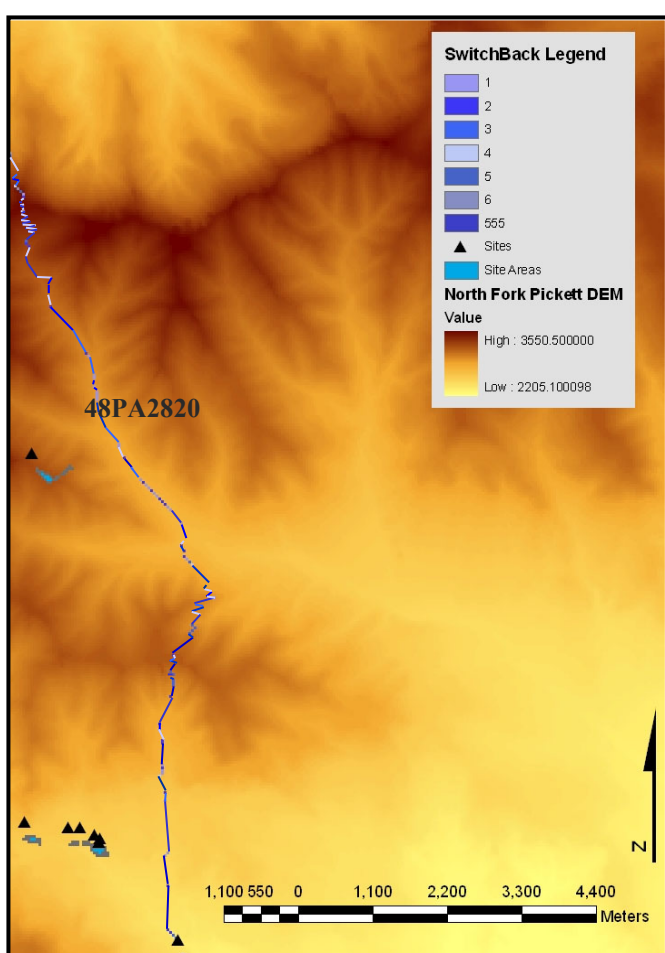 SwitchBack Legend
1
2
3
4
5
6
555
Sites
Site Areas
North Fork Pickett DEM
Value
High : 3550.500000
Low : 2205.100098
48PA2820
N
1,100 550 0 1,100 2,200 3,300 4,400
Meters